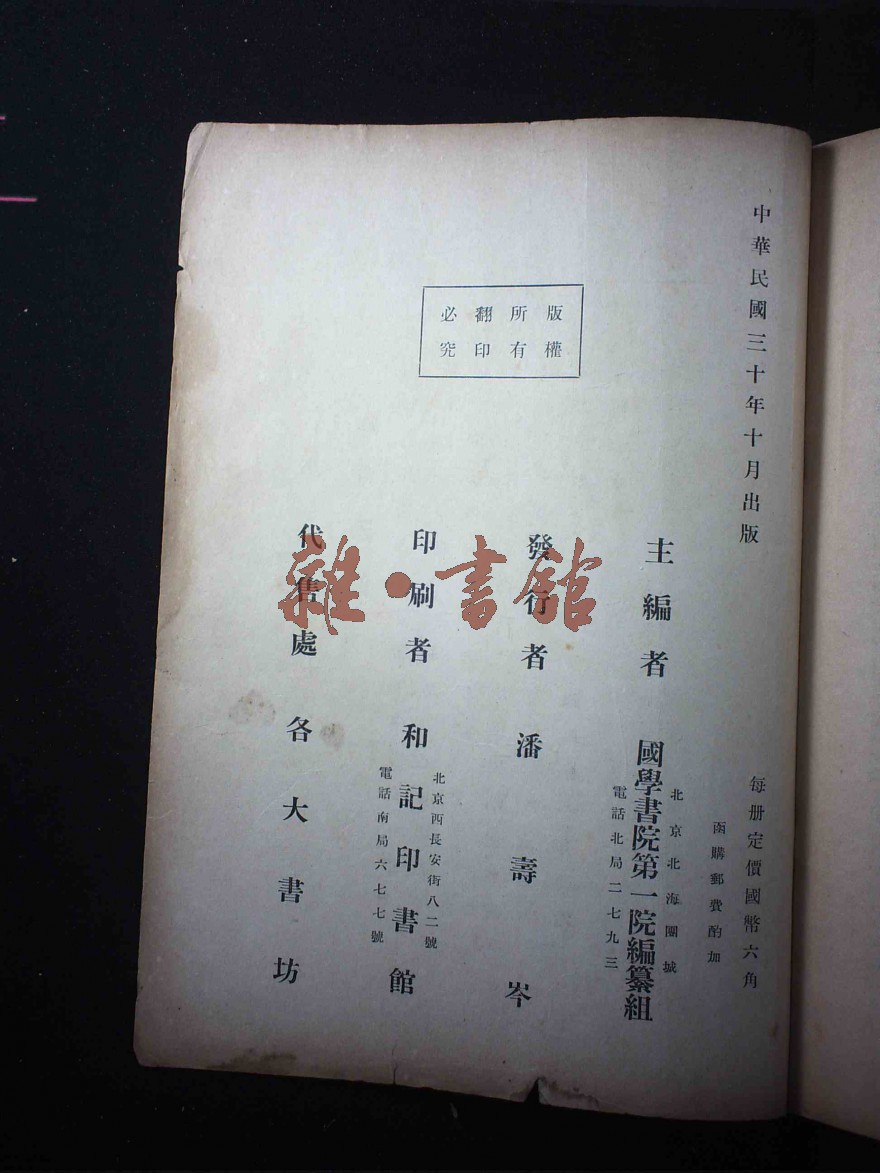 中華民國三十年十月出版
每册定價國幣六角
函購郵費酌加
版權
所有
翻印
必究
主編者
北京北海團城
國學書院第一院編纂組
電話北局二七九三
發行者 潘壽岑
印刷者
北京西長安街八二號
和記印書館
電話南局六七七號
代售處 各大書坊
雜·書館